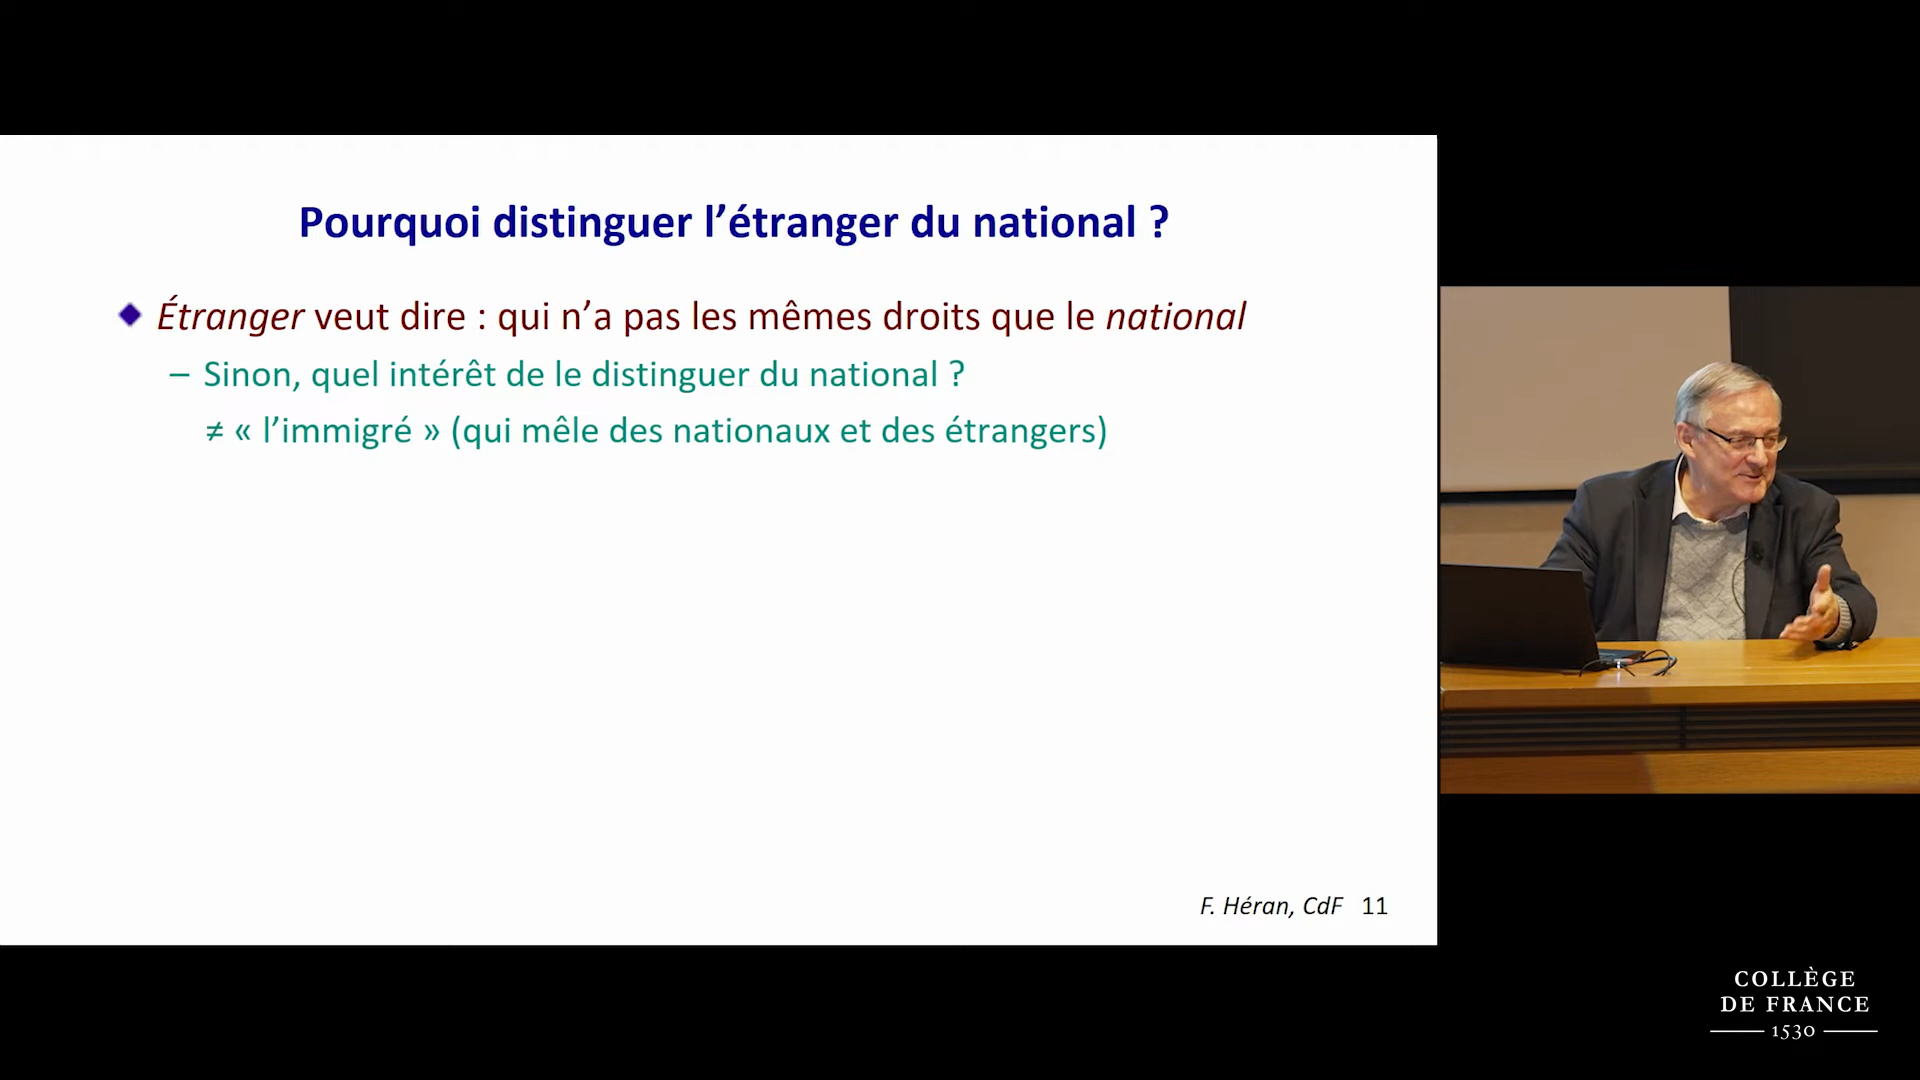 Pourquoi distinguer l’étranger du national ?
Étranger veut dire : qui n’a pas les mêmes droits que le national
– Sinon, quel intérêt de le distinguer du national ?
≠ « l’immigré » (qui mêle des nationaux et des étrangers)
F. Héran, CdF 11
COLLÈGE
DE FRANCE
1530